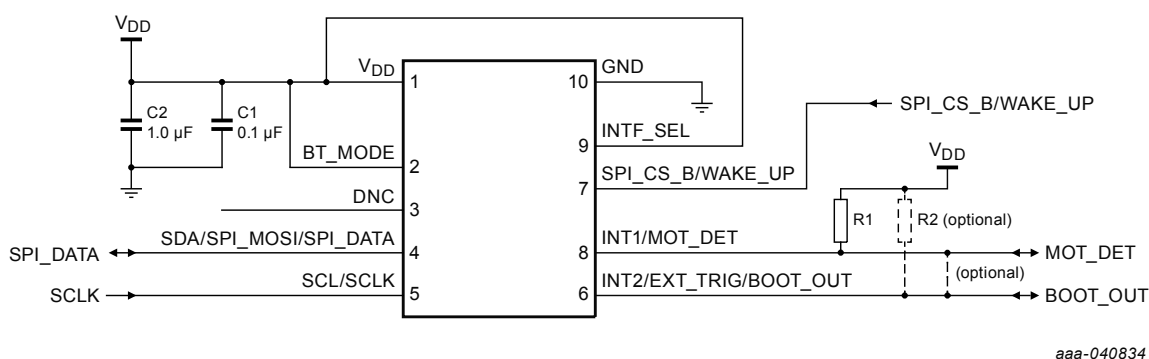 VDD
VDD
1
10
GND
C2
1.0 µF
C1
0.1 µF
SPI_CS_B/WAKE_UP
9
INTF_SEL
BT_MODE
2
VDD
7
SPI_CS_B/WAKE_UP
DNC
3
R1
R2 (optional)
SPI_DATA
SDA/SPI_MOSI/SPI_DATA
4
8
INT1/MOT_DET
MOT_DET
(optional)
SCLK
SCL/SCLK
5
6
INT2/EXT_TRIG/BOOT_OUT
BOOT_OUT
aaa-040834